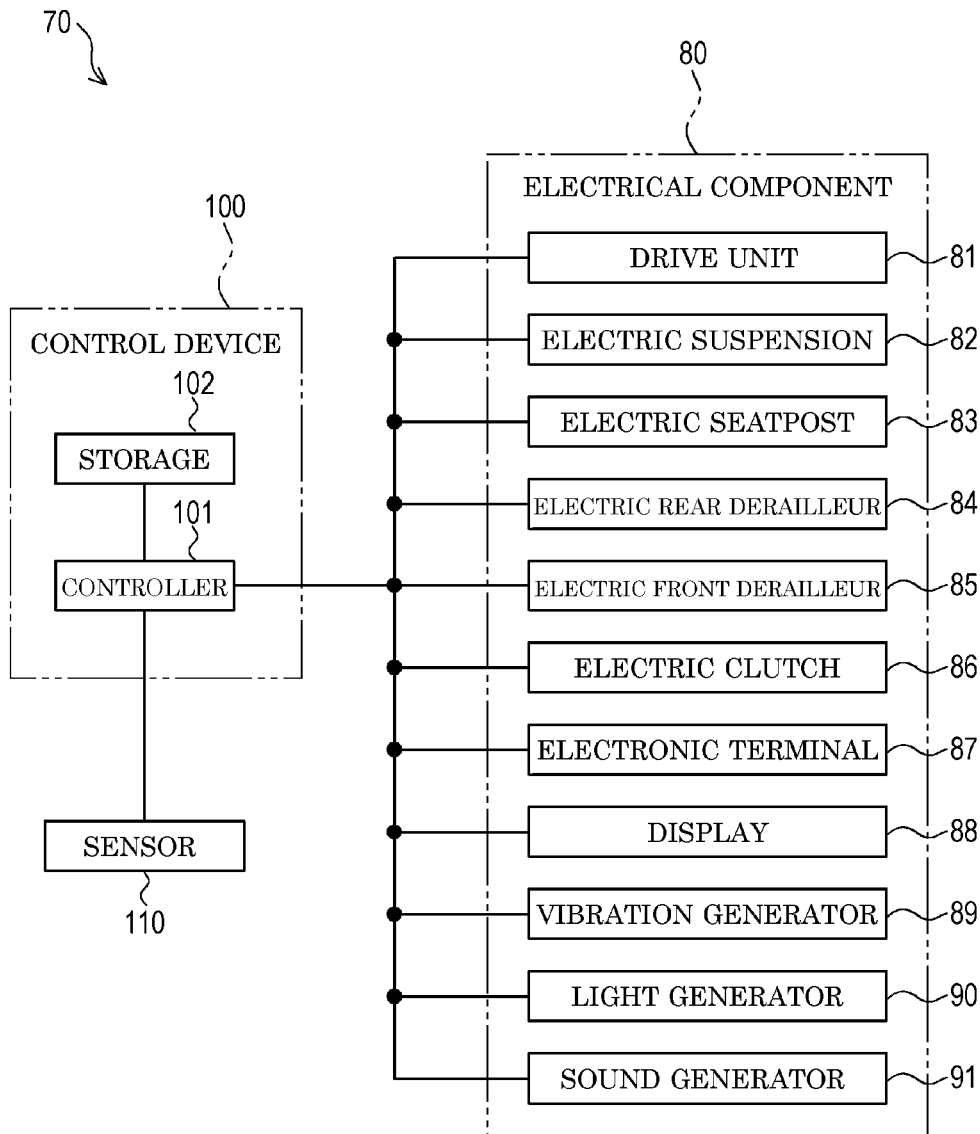 70
80
ELECTRICAL COMPONENT
100
DRIVE UNIT 81
CONTROL DEVICE
ELECTRIC SUSPENSION 82
102
STORAGE
ELECTRIC SEATPOST 83
ELECTRIC REAR DERAILLEUR 84
101
CONTROLLER
ELECTRIC FRONT DERAILLEUR 85
ELECTRIC CLUTCH 86
ELECTRONIC TERMINAL 87
SENSOR
110
DISPLAY 88
VIBRATION GENERATOR 89
LIGHT GENERATOR 90
SOUND GENERATOR 91